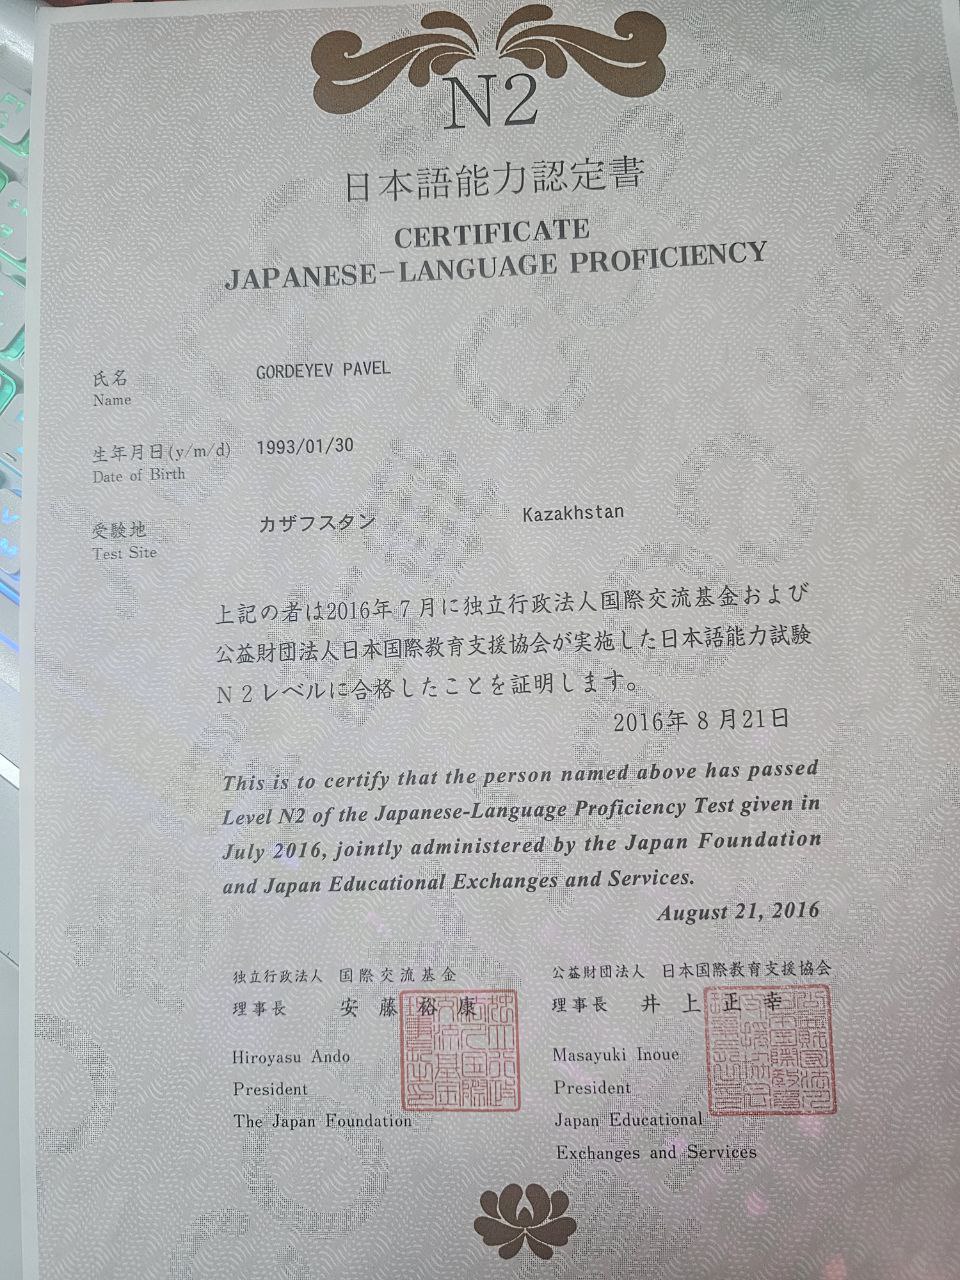 N2
日本語能力認定書
CERTIFICATE
JAPANESE-LANGUAGE PROFICIENCY
氏名 GORDEYEV PAVEL
Name
生年月日(y/m/d) 1993/01/30
Date of Birth
受験地 カザフスタン Kazakhstan
Test Site
上記の者は2016年7月に独立行政法人国際交流基金および
公益財団法人日本国際教育支援協会が実施した日本語能力試験
N2レベルに合格したことを証明します。
2016年8月21日
This is to certify that the person named above has passed
Level N2 of the Japanese-Language Proficiency Test given in
July 2016, jointly administered by the Japan Foundation
and Japan Educational Exchanges and Services.
August 21, 2016
独立行政法人 国際交流基金
理事長 安藤裕康
Hiroyasu Ando
President
The Japan Foundation
公益財団法人 日本国際教育支援協会
理事長 井上正幸
Masayuki Inoue
President
Japan Educational
Exchanges and Services